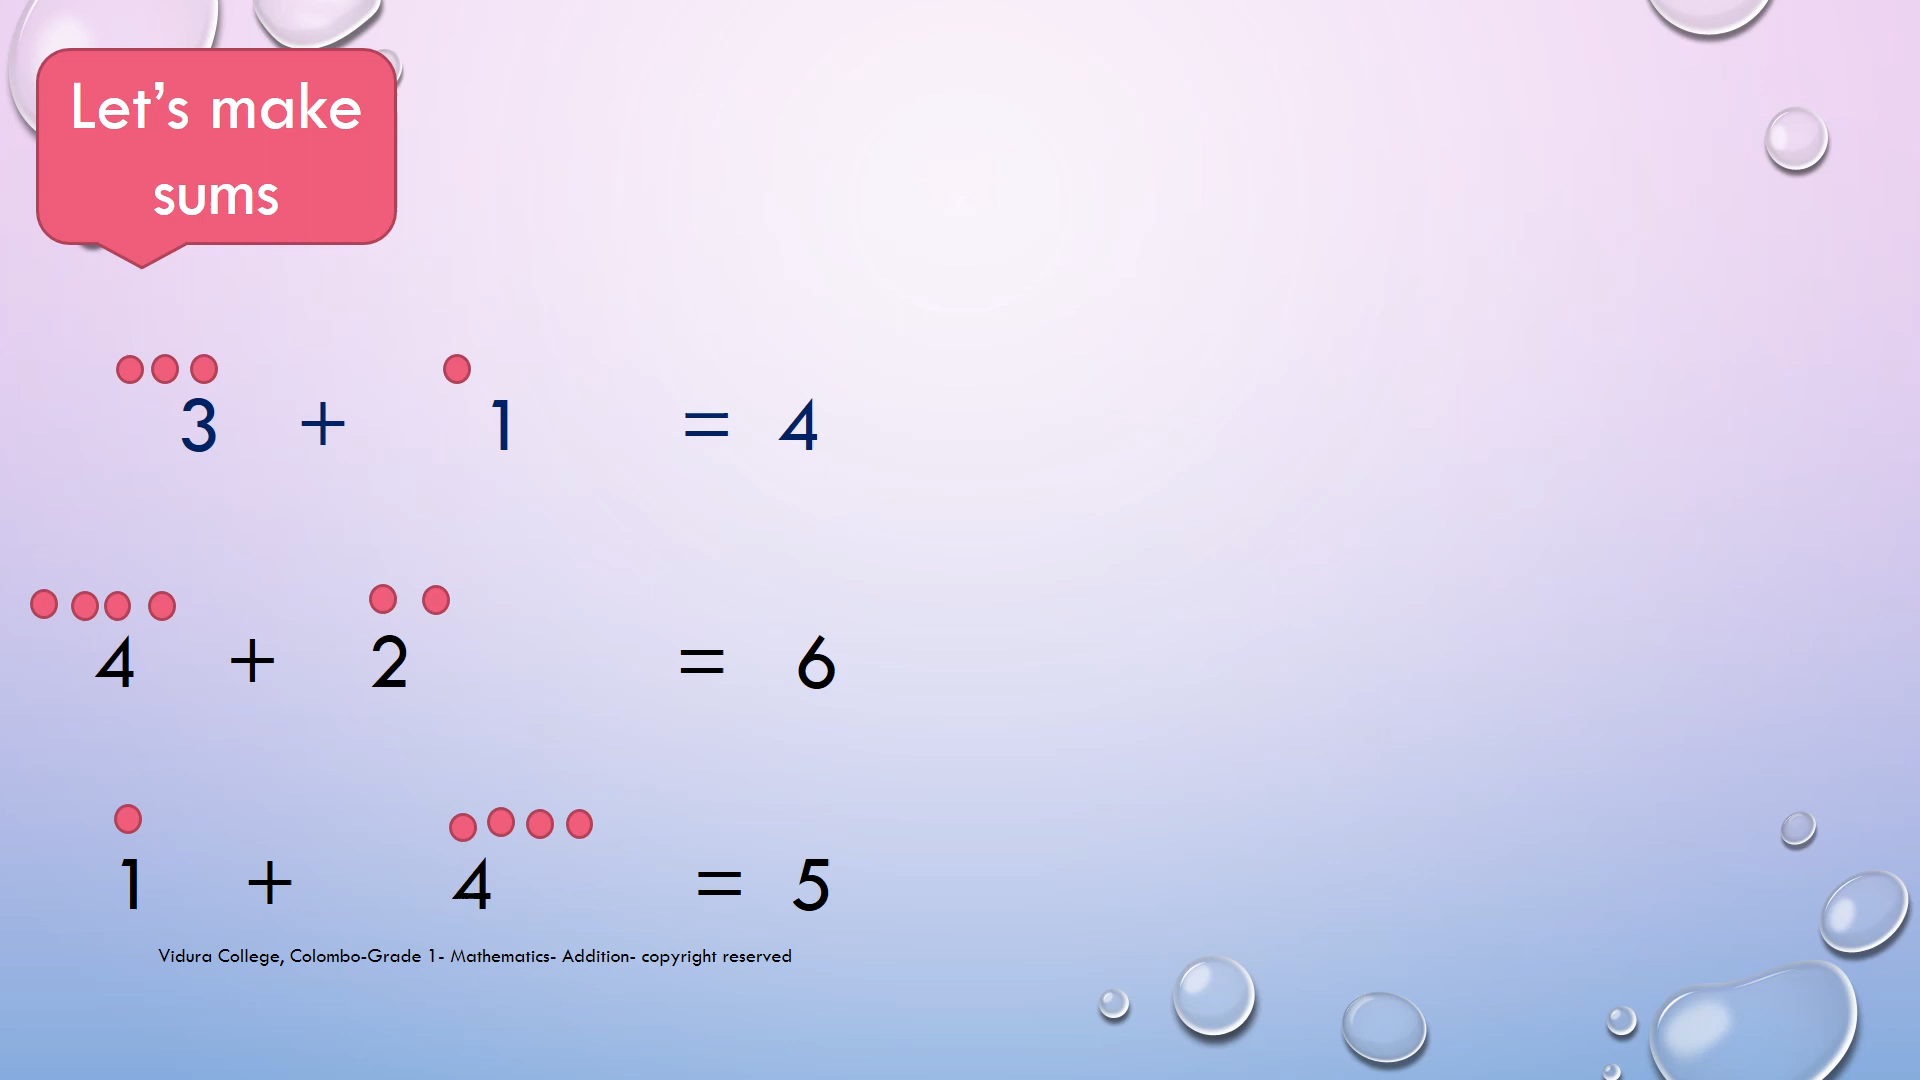 Let’s make
sums
3 + 1 = 4
4 + 2 = 6
1 + 4 = 5
Vidura College, Colombo-Grade 1- Mathematics- Addition- copyright reserved